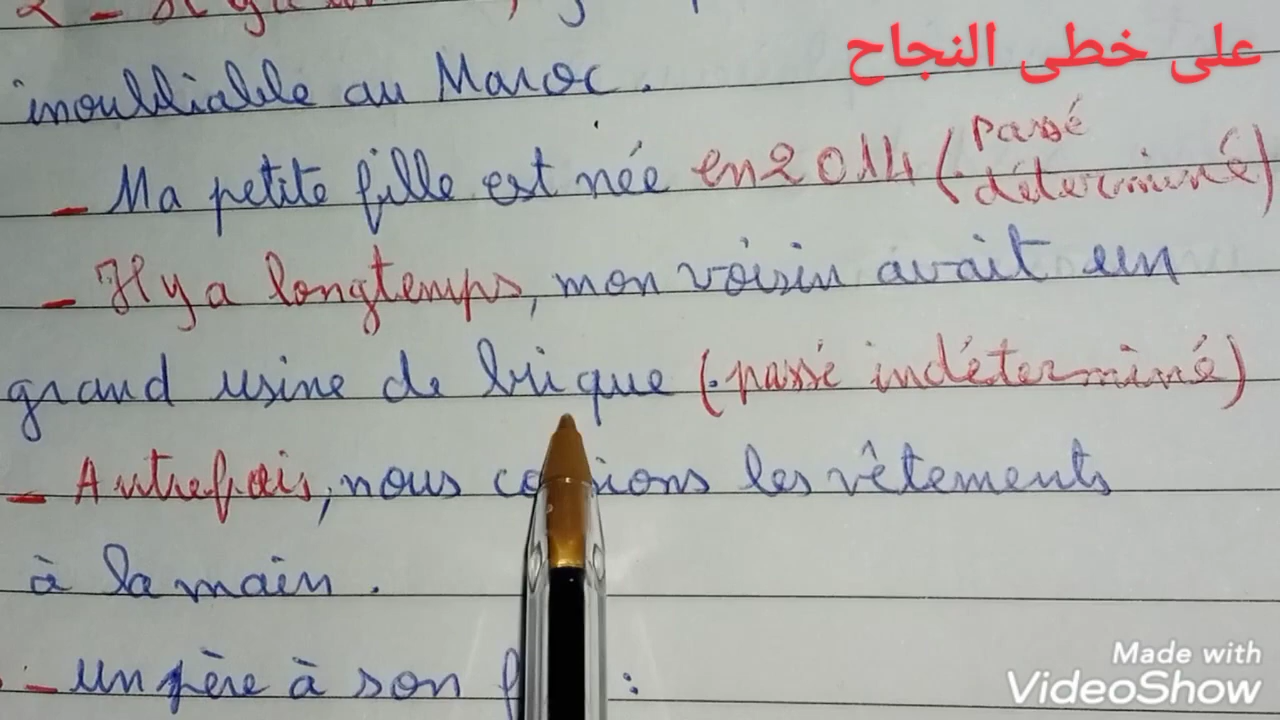 على خطى النجاح
2 - Il y a
inoubliable au Maroc.
- Ma petite fille est née en 2014 (passé déterminé)
- Il y a longtemps, mon voisin avait un
grand usine de brique (passé indéterminé)
- Autrefois, nous les vêtements
à la main.
- un père à son :
Made with
VideoShow